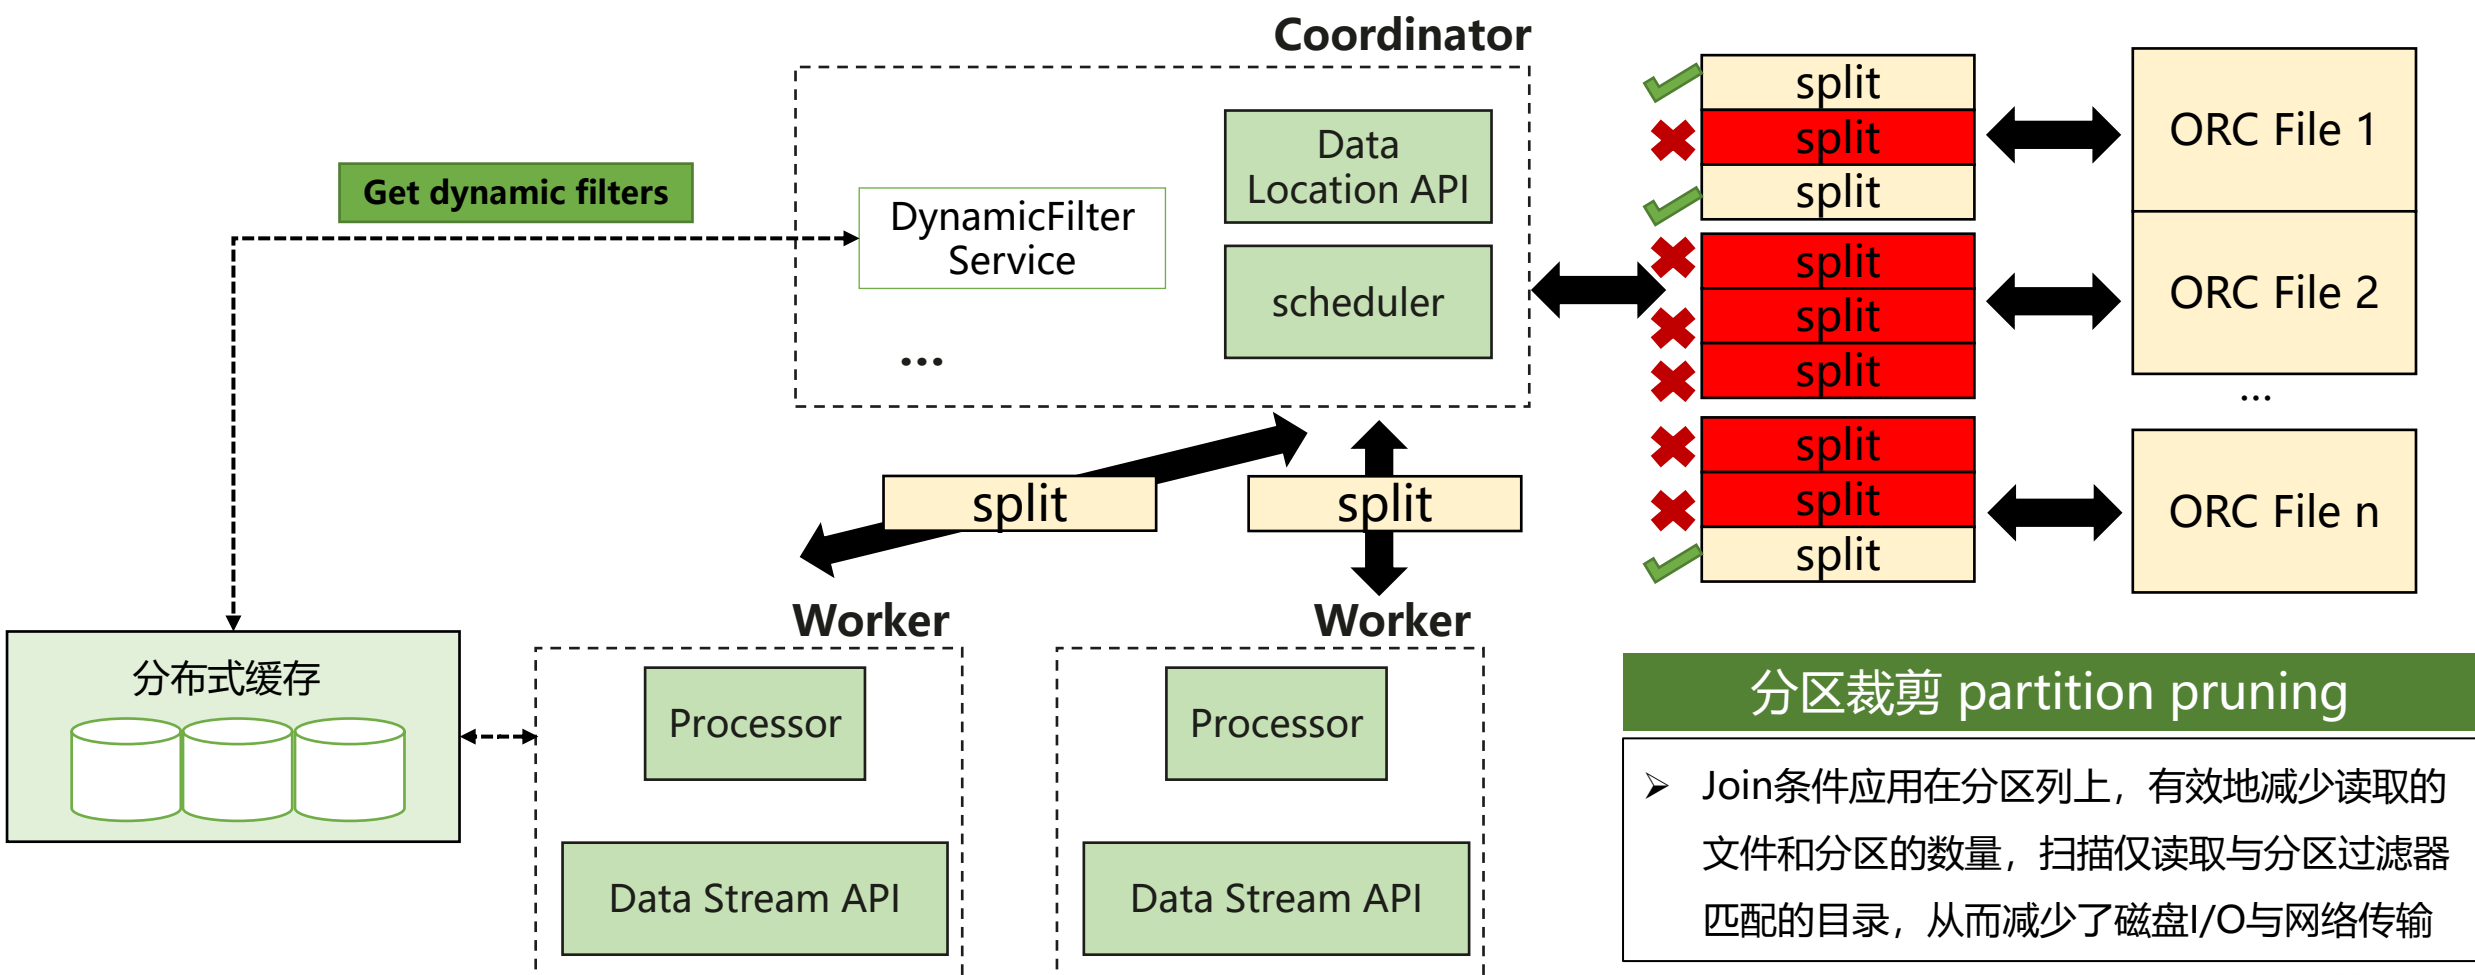 Coordinator
Get dynamic filters
DynamicFilter
Service
...
Data
Location API
scheduler
split
split
split
split
split
split
split
split
split
ORC File 1
ORC File 2
...
ORC File n
split
split
Worker
Worker
分布式缓存
Processor
Data Stream API
Processor
Data Stream API
分区裁剪 partition pruning
➢ Join条件应用在分区列上，有效地减少读取的
文件和分区的数量，扫描仅读取与分区过滤器
匹配的目录，从而减少了磁盘I/O与网络传输